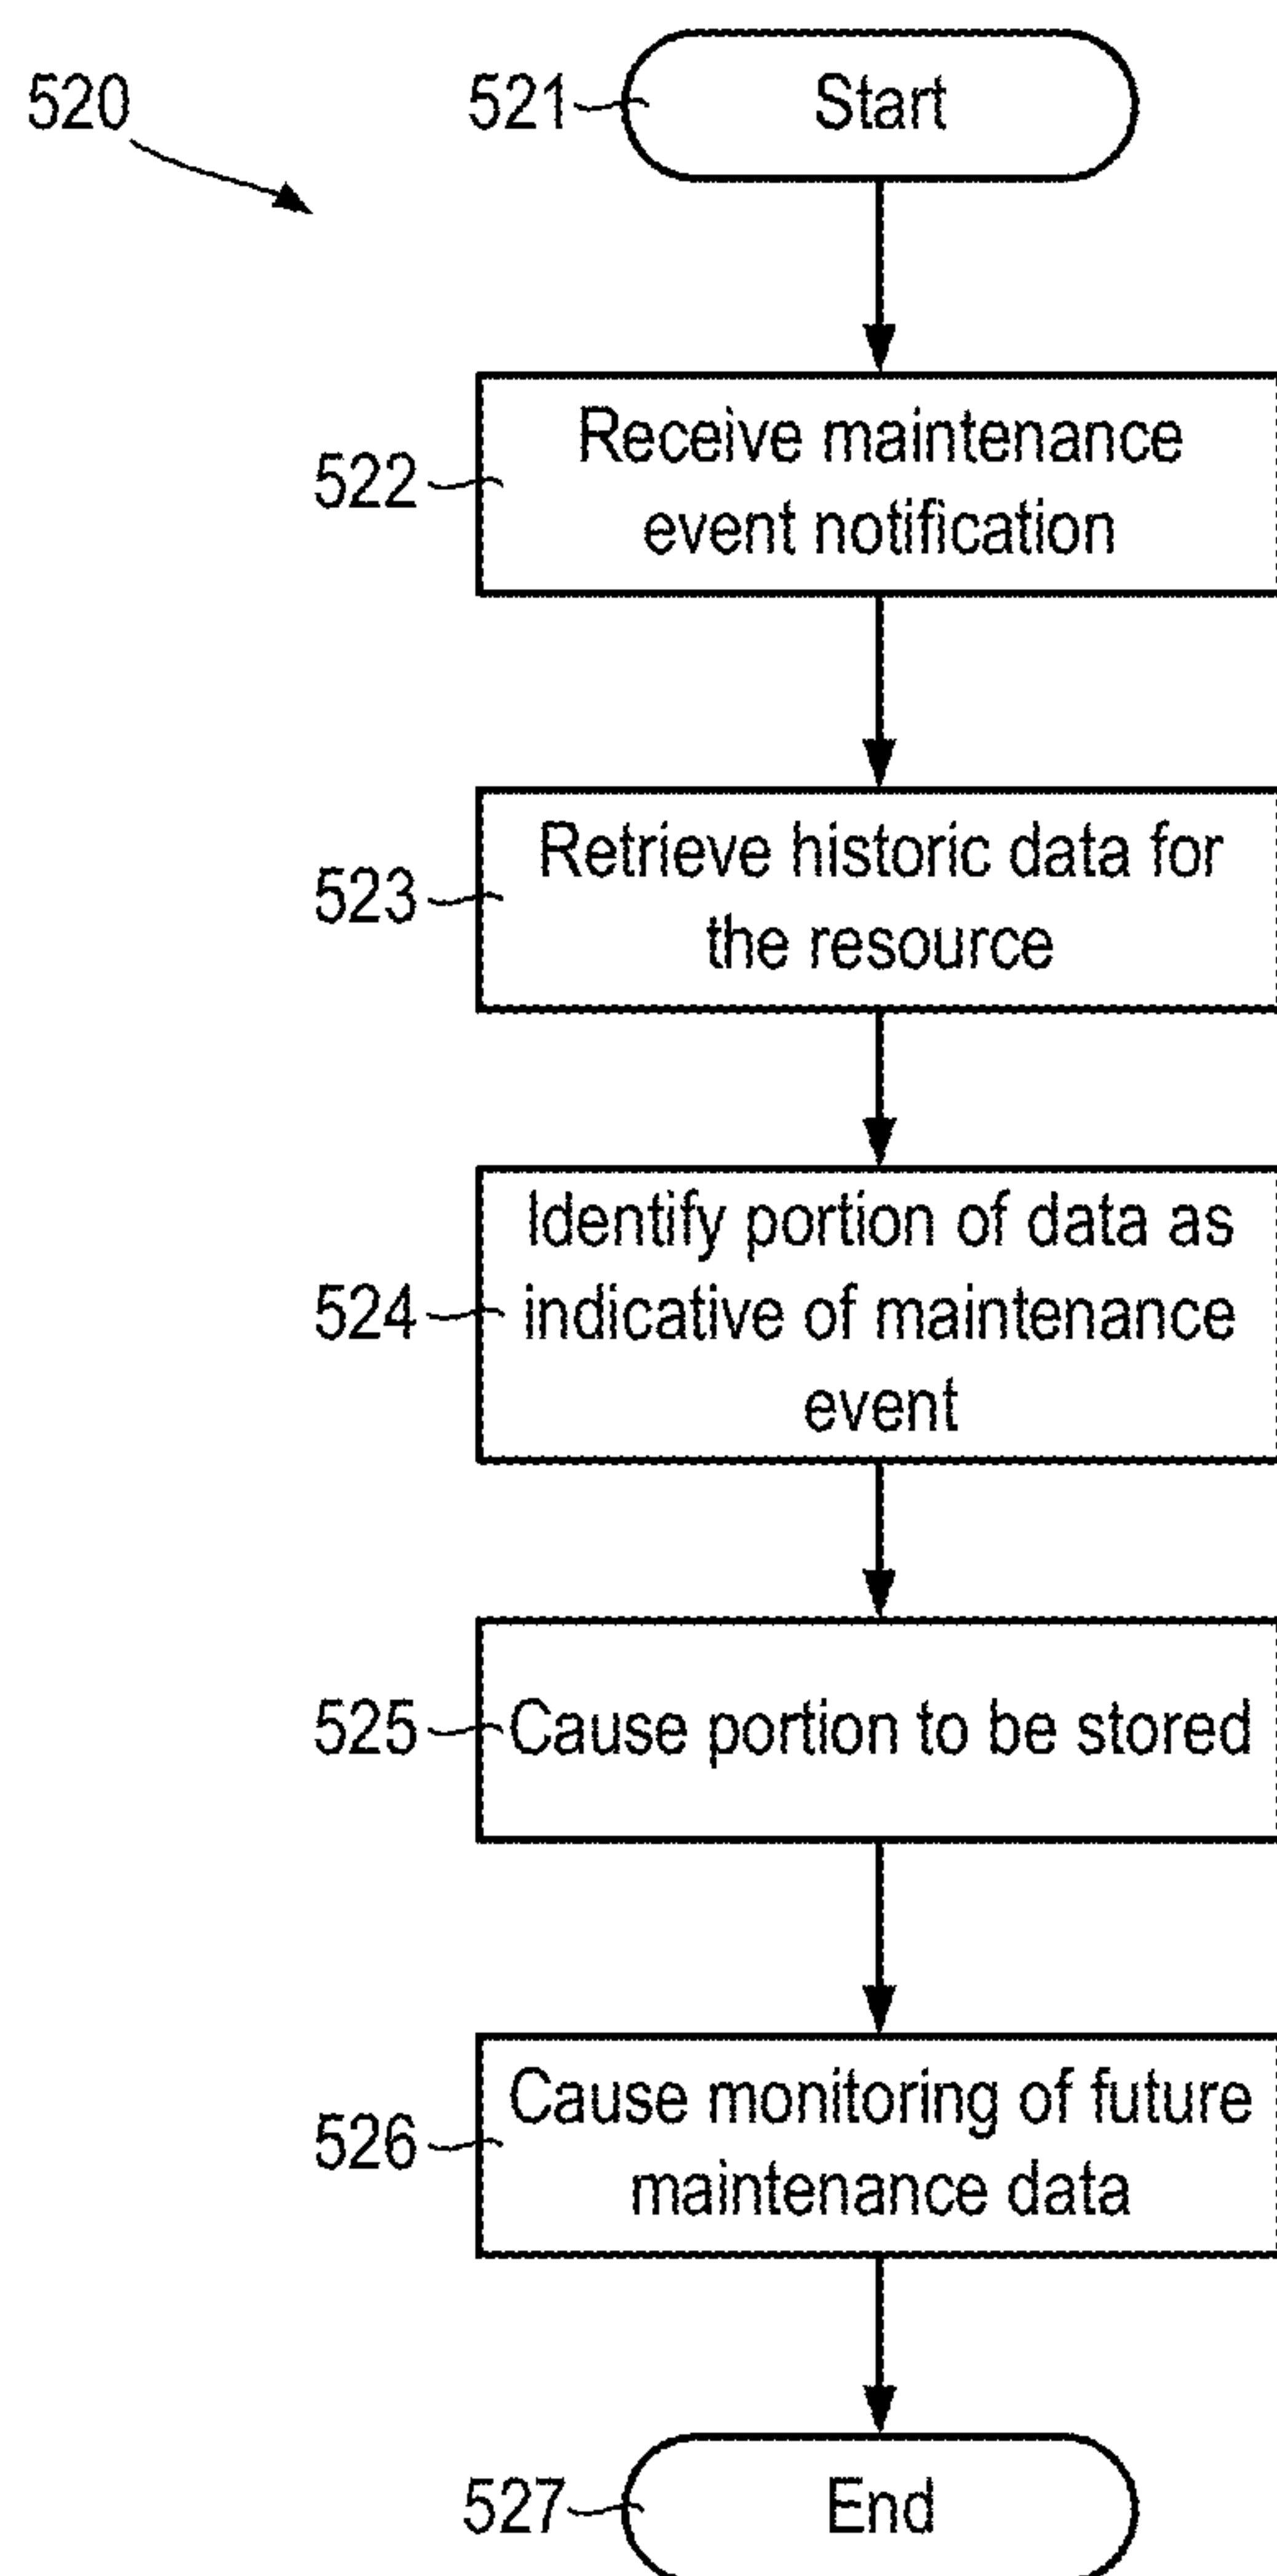 520
521
Start
522
Receive maintenance
event notification
523
Retrieve historic data for
the resource
524
Identify portion of data as
indicative of maintenance
event
525
Cause portion to be stored
526
Cause monitoring of future
maintenance data
527
End